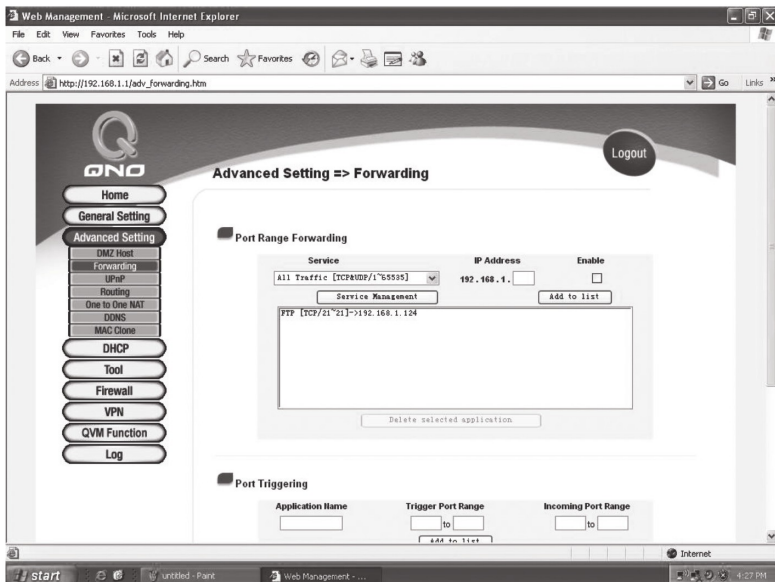 Web Management - Microsoft Internet Explorer
File Edit View Favorites Tools Help
Back Search Favorites
Address http://192.168.1.1/adv_forwarding.htm Go Links »
QNO
Logout
Advanced Setting => Forwarding
Home
General Setting
Advanced Setting
DMZ Host
Forwarding
UPnP
Routing
One to One NAT
DDNS
MAC Clone
DHCP
Tool
Firewall
VPN
QVM Function
Log
Port Range Forwarding
Service IP Address Enable
All Traffic [TCP&UDP/1~65535] 192.168.1.
Service Management Add to list
FTP [TCP/21~21]->192.168.1.124
Delete selected application
Port Triggering
Application Name Trigger Port Range Incoming Port Range
to to
Add to list
Internet
start untitled - Paint Web Management - ... 4:27 PM